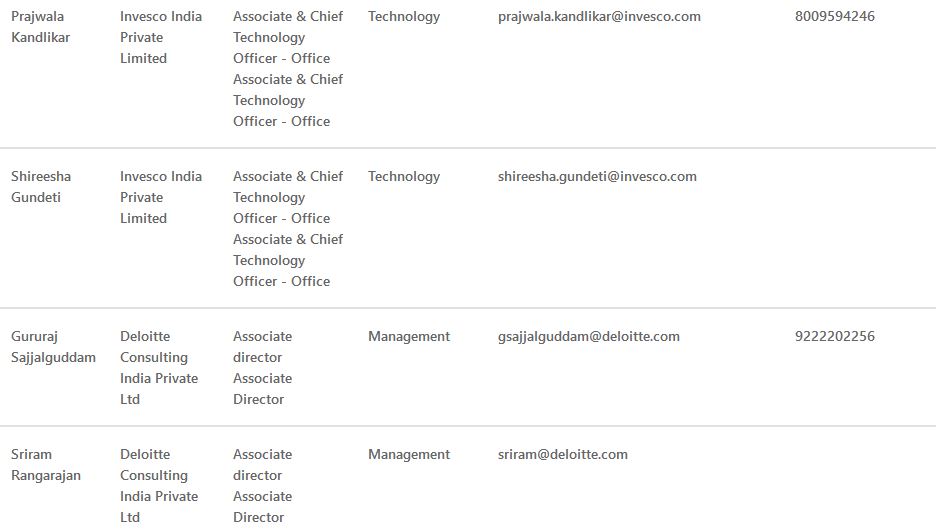 Prajwala Invesco India Associate & Chief Technology prajwala.kandlikar@invesco.com 8009594246
Kandlikar Private Technology
Limited Officer - Office
Associate & Chief
Technology
Officer - Office
Shireesha Invesco India Associate & Chief Technology shireesha.gundeti@invesco.com
Gundeti Private Technology
Limited Officer - Office
Associate & Chief
Technology
Officer - Office
Gururaj Deloitte Associate Management gsajjalguddam@deloitte.com 9222202256
Sajjalguddam Consulting director
India Private Associate
Ltd Director
Sriram Deloitte Associate Management sriram@deloitte.com
Rangarajan Consulting director
India Private Associate
Ltd Director